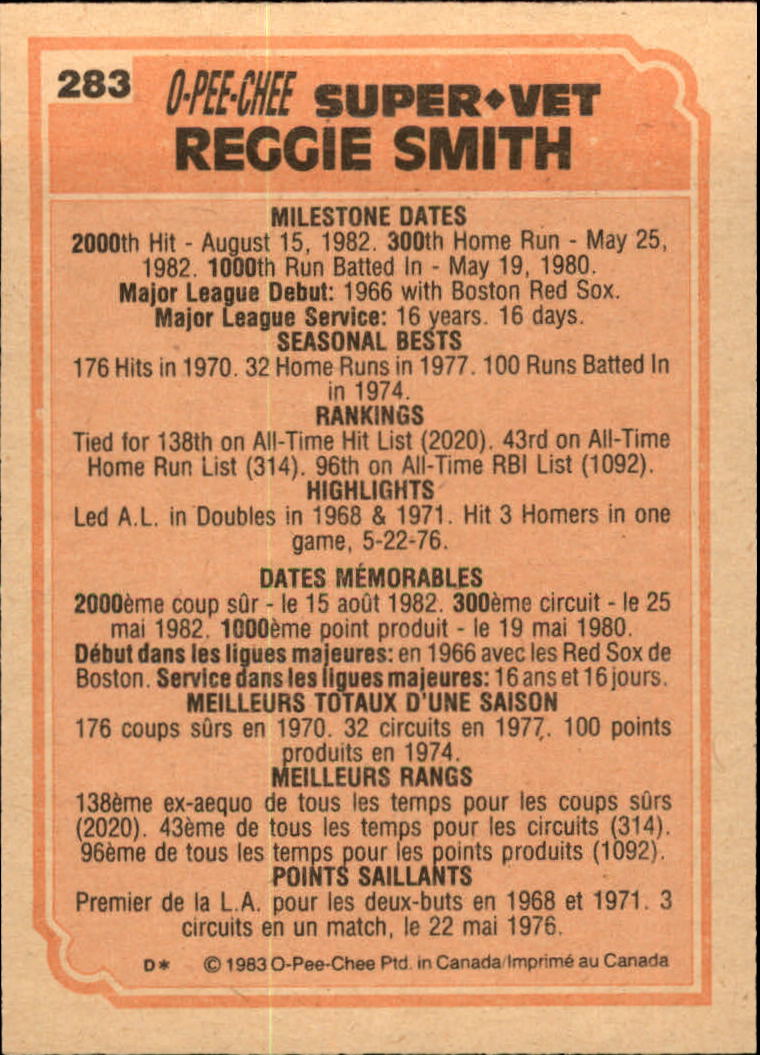 283
O-PEE-CHEE SUPER♦VET
REGGIE SMITH
MILESTONE DATES
2000th Hit - August 15, 1982. 300th Home Run - May 25,
1982. 1000th Run Batted In - May 19, 1980.
Major League Debut: 1966 with Boston Red Sox.
Major League Service: 16 years. 16 days.
SEASONAL BESTS
176 Hits in 1970. 32 Home Runs in 1977. 100 Runs Batted In
in 1974.
RANKINGS
Tied for 138th on All-Time Hit List (2020). 43rd on All-Time
Home Run List (314). 96th on All-Time RBI List (1092).
HIGHLIGHTS
Led A.L. in Doubles in 1968 & 1971. Hit 3 Homers in one
game, 5-22-76.
DATES MÉMORABLES
2000ème coup sûr - le 15 août 1982. 300ème circuit - le 25
mai 1982. 1000ème point produit - le 19 mai 1980.
Début dans les ligues majeures: en 1966 avec les Red Sox de
Boston. Service dans les ligues majeures: 16 ans et 16 jours.
MEILLEURS TOTAUX D'UNE SAISON
176 coups sûrs en 1970. 32 circuits en 1977. 100 points
produits en 1974.
MEILLEURS RANGS
138ème ex-aequo de tous les temps pour les coups sûrs
(2020). 43ème de tous les temps pour les circuits (314).
96ème de tous les temps pour les points produits (1092).
POINTS SAILLANTS
Premier de la L.A. pour les deux-buts en 1968 et 1971. 3
circuits en un match, le 22 mai 1976.
D* © 1983 O-Pee-Chee Ptd. in Canada/Imprimé au Canada